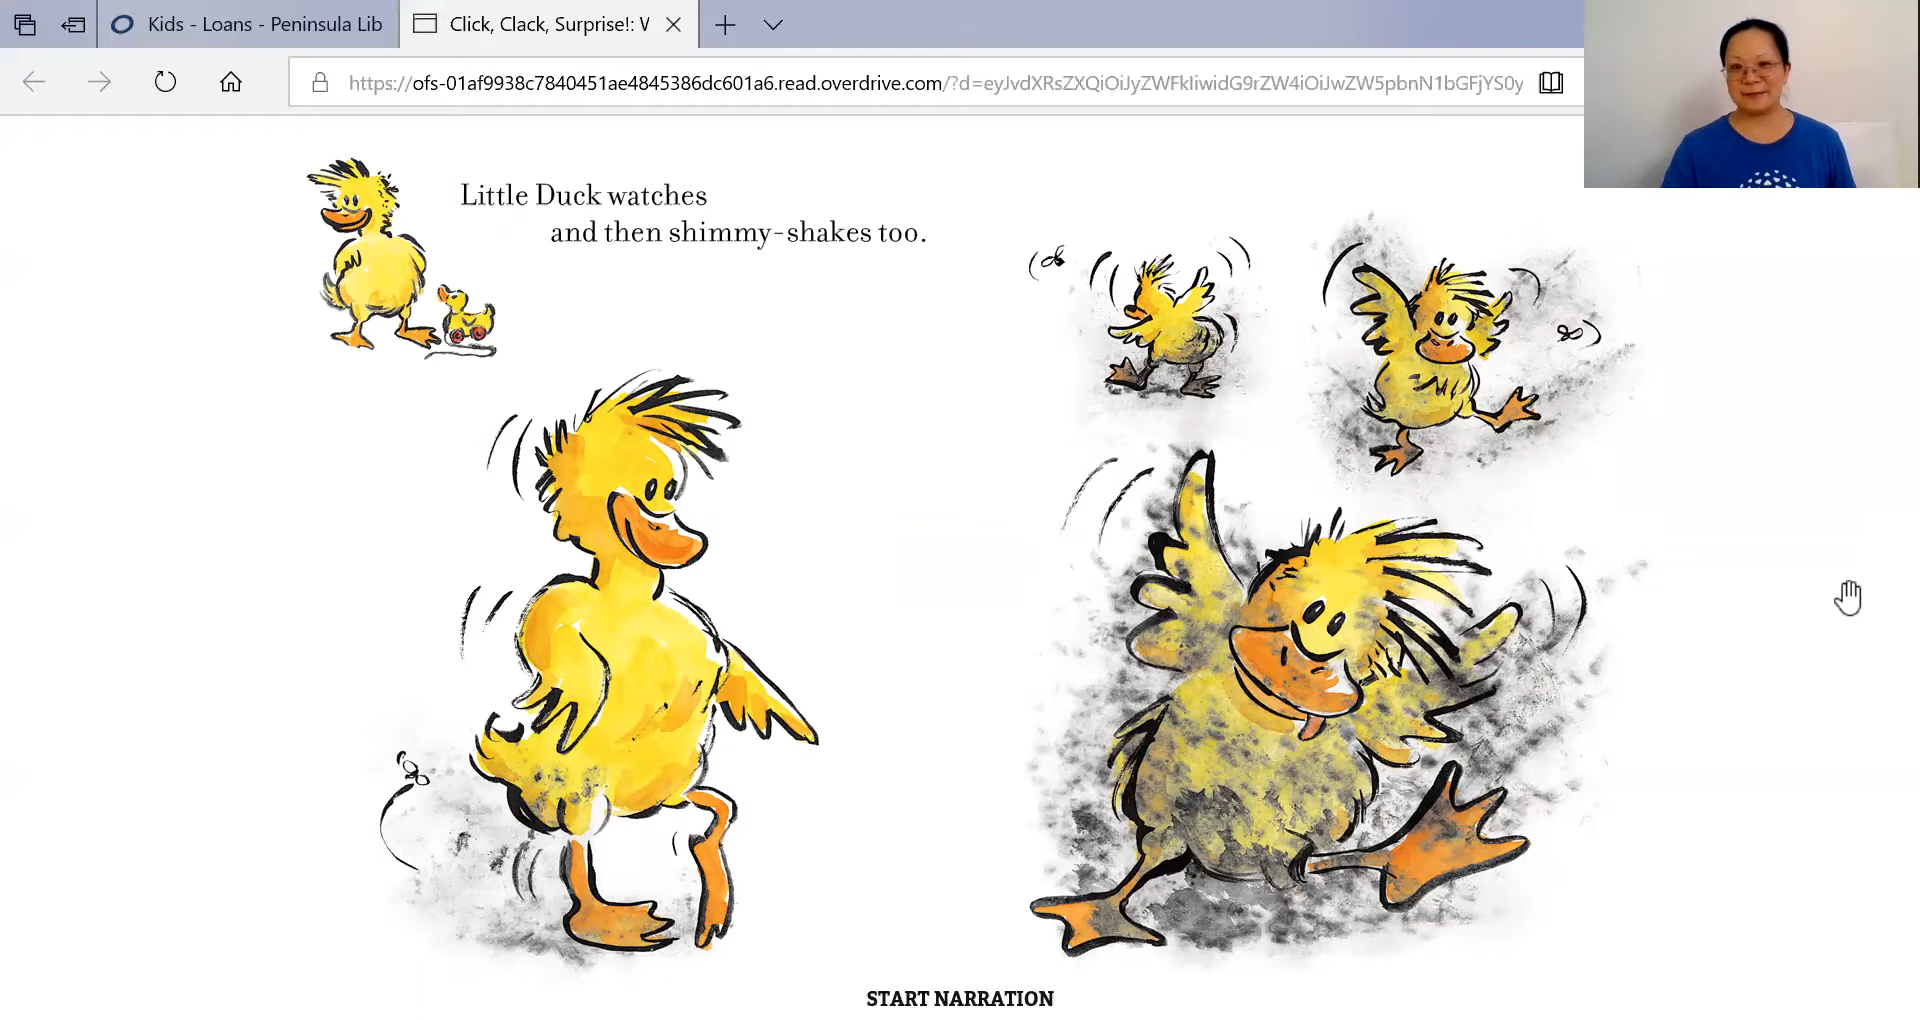 Kids - Loans - Peninsula Lib
Click, Clack, Surprise!: V
https://ofs-01af9938c7840451ae4845386dc601a6.read.overdrive.com/?d=eyJvdXRsZXQiOiJyZWFkIiwidG9rZW4iOiJwZW5pbnN1bGFjYS0y
Little Duck watches
and then shimmy-shakes too.
START NARRATION